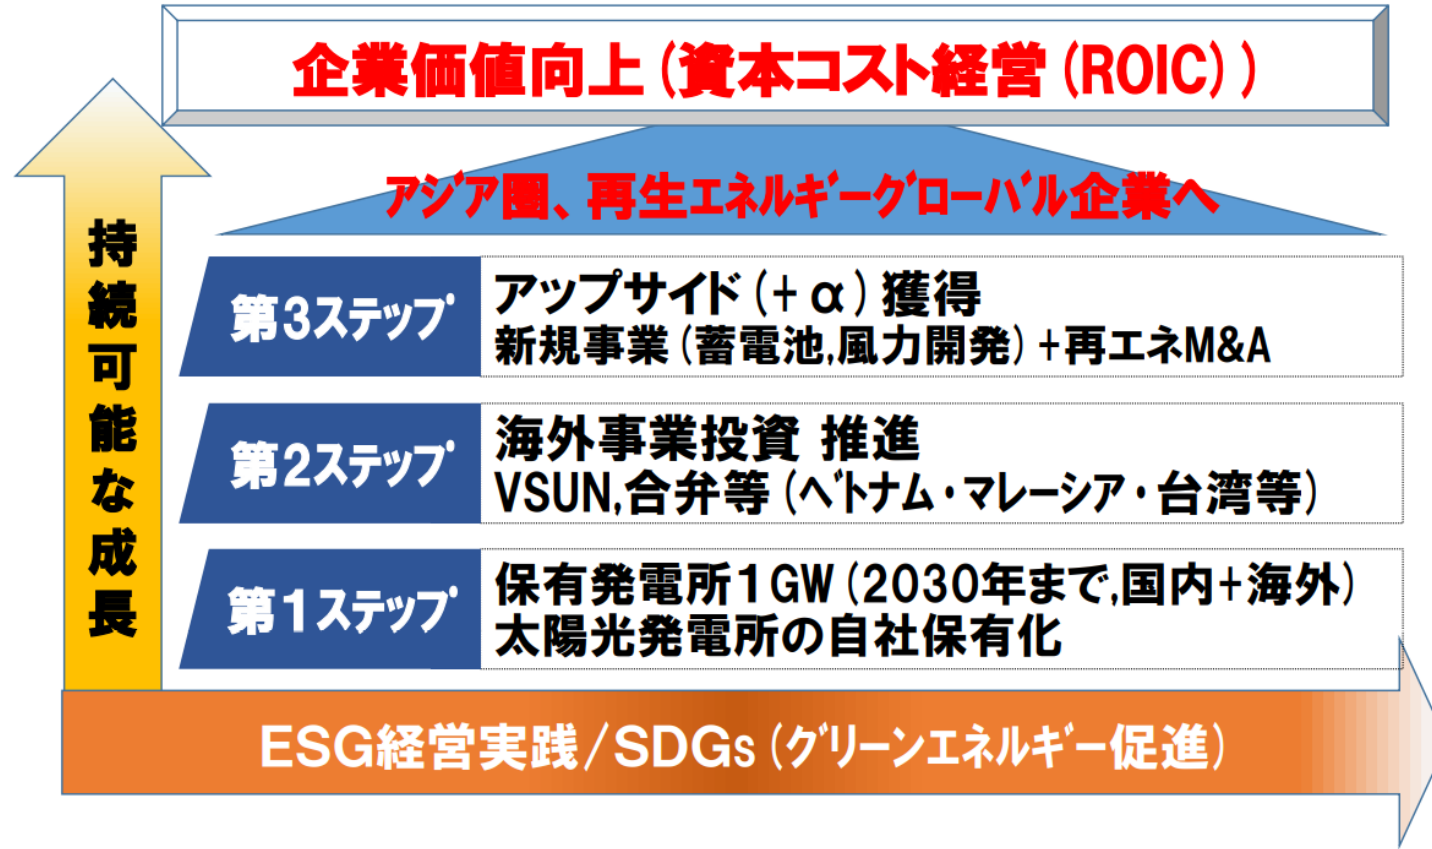 企業価値向上(資本コスト経営(ROIC))
アジア圏、再生エネルギーグローバル企業へ
持続可能な成長
第3ステップ
アップサイド(+α)獲得
新規事業(蓄電池,風力開発)+再エネM&A
第2ステップ
海外事業投資 推進
VSUN,合弁等(ベトナム・マレーシア・台湾等)
第1ステップ
保有発電所1GW(2030年まで,国内+海外)
太陽光発電所の自社保有化
ESG経営実践/SDGs(グリーンエネルギー促進)